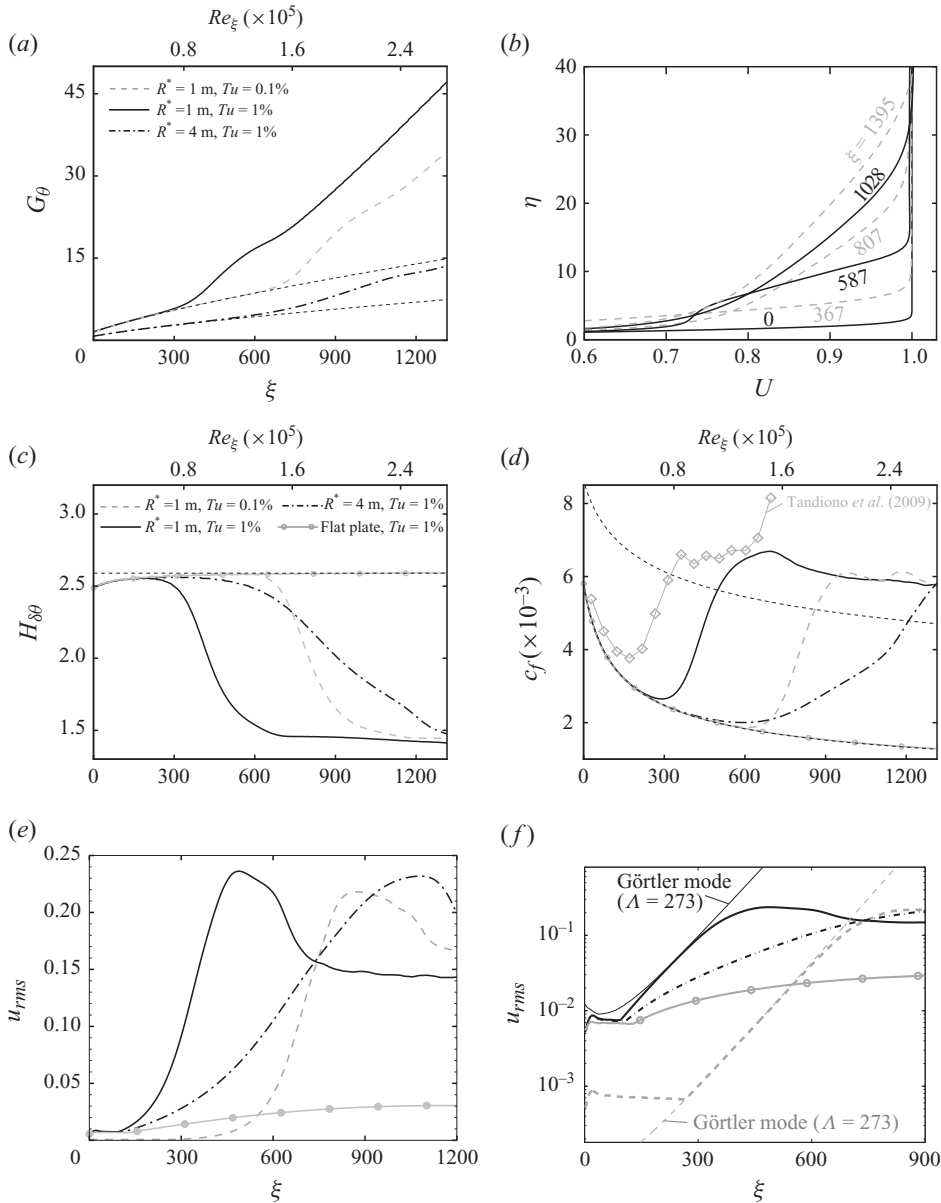 (a)
Re_ξ (×10^5)
0.8 1.6 2.4
45
30
15
G_θ
R* = 1 m, Tu = 0.1%
R* = 1 m, Tu = 1%
R* = 4 m, Tu = 1%
0 300 600 900 1200
ξ
(b)
40
30
20
10
0
η
ξ = 1395
1028
807
587
367
0
0.6 0.7 0.8 0.9 1.0
U
(c)
Re_ξ (×10^5)
0.8 1.6 2.4
3.0
2.5
2.0
1.5
H_δθ
R* = 1 m, Tu = 0.1%
R* = 4 m, Tu = 1%
R* = 1 m, Tu = 1%
Flat plate, Tu = 1%
0 300 600 900 1200
(d)
Re_ξ (×10^5)
0.8 1.6 2.4
8
6
4
2
c_f (×10^−3)
Tandiono et al. (2009)
0 300 600 900 1200
(e)
0.25
0.20
0.15
0.10
0.05
u_rms
0 300 600 900 1200
ξ
(f)
10^−1
10^−2
10^−3
u_rms
Görtler mode
(Λ = 273)
Görtler mode (Λ = 273)
0 300 600 900
ξ